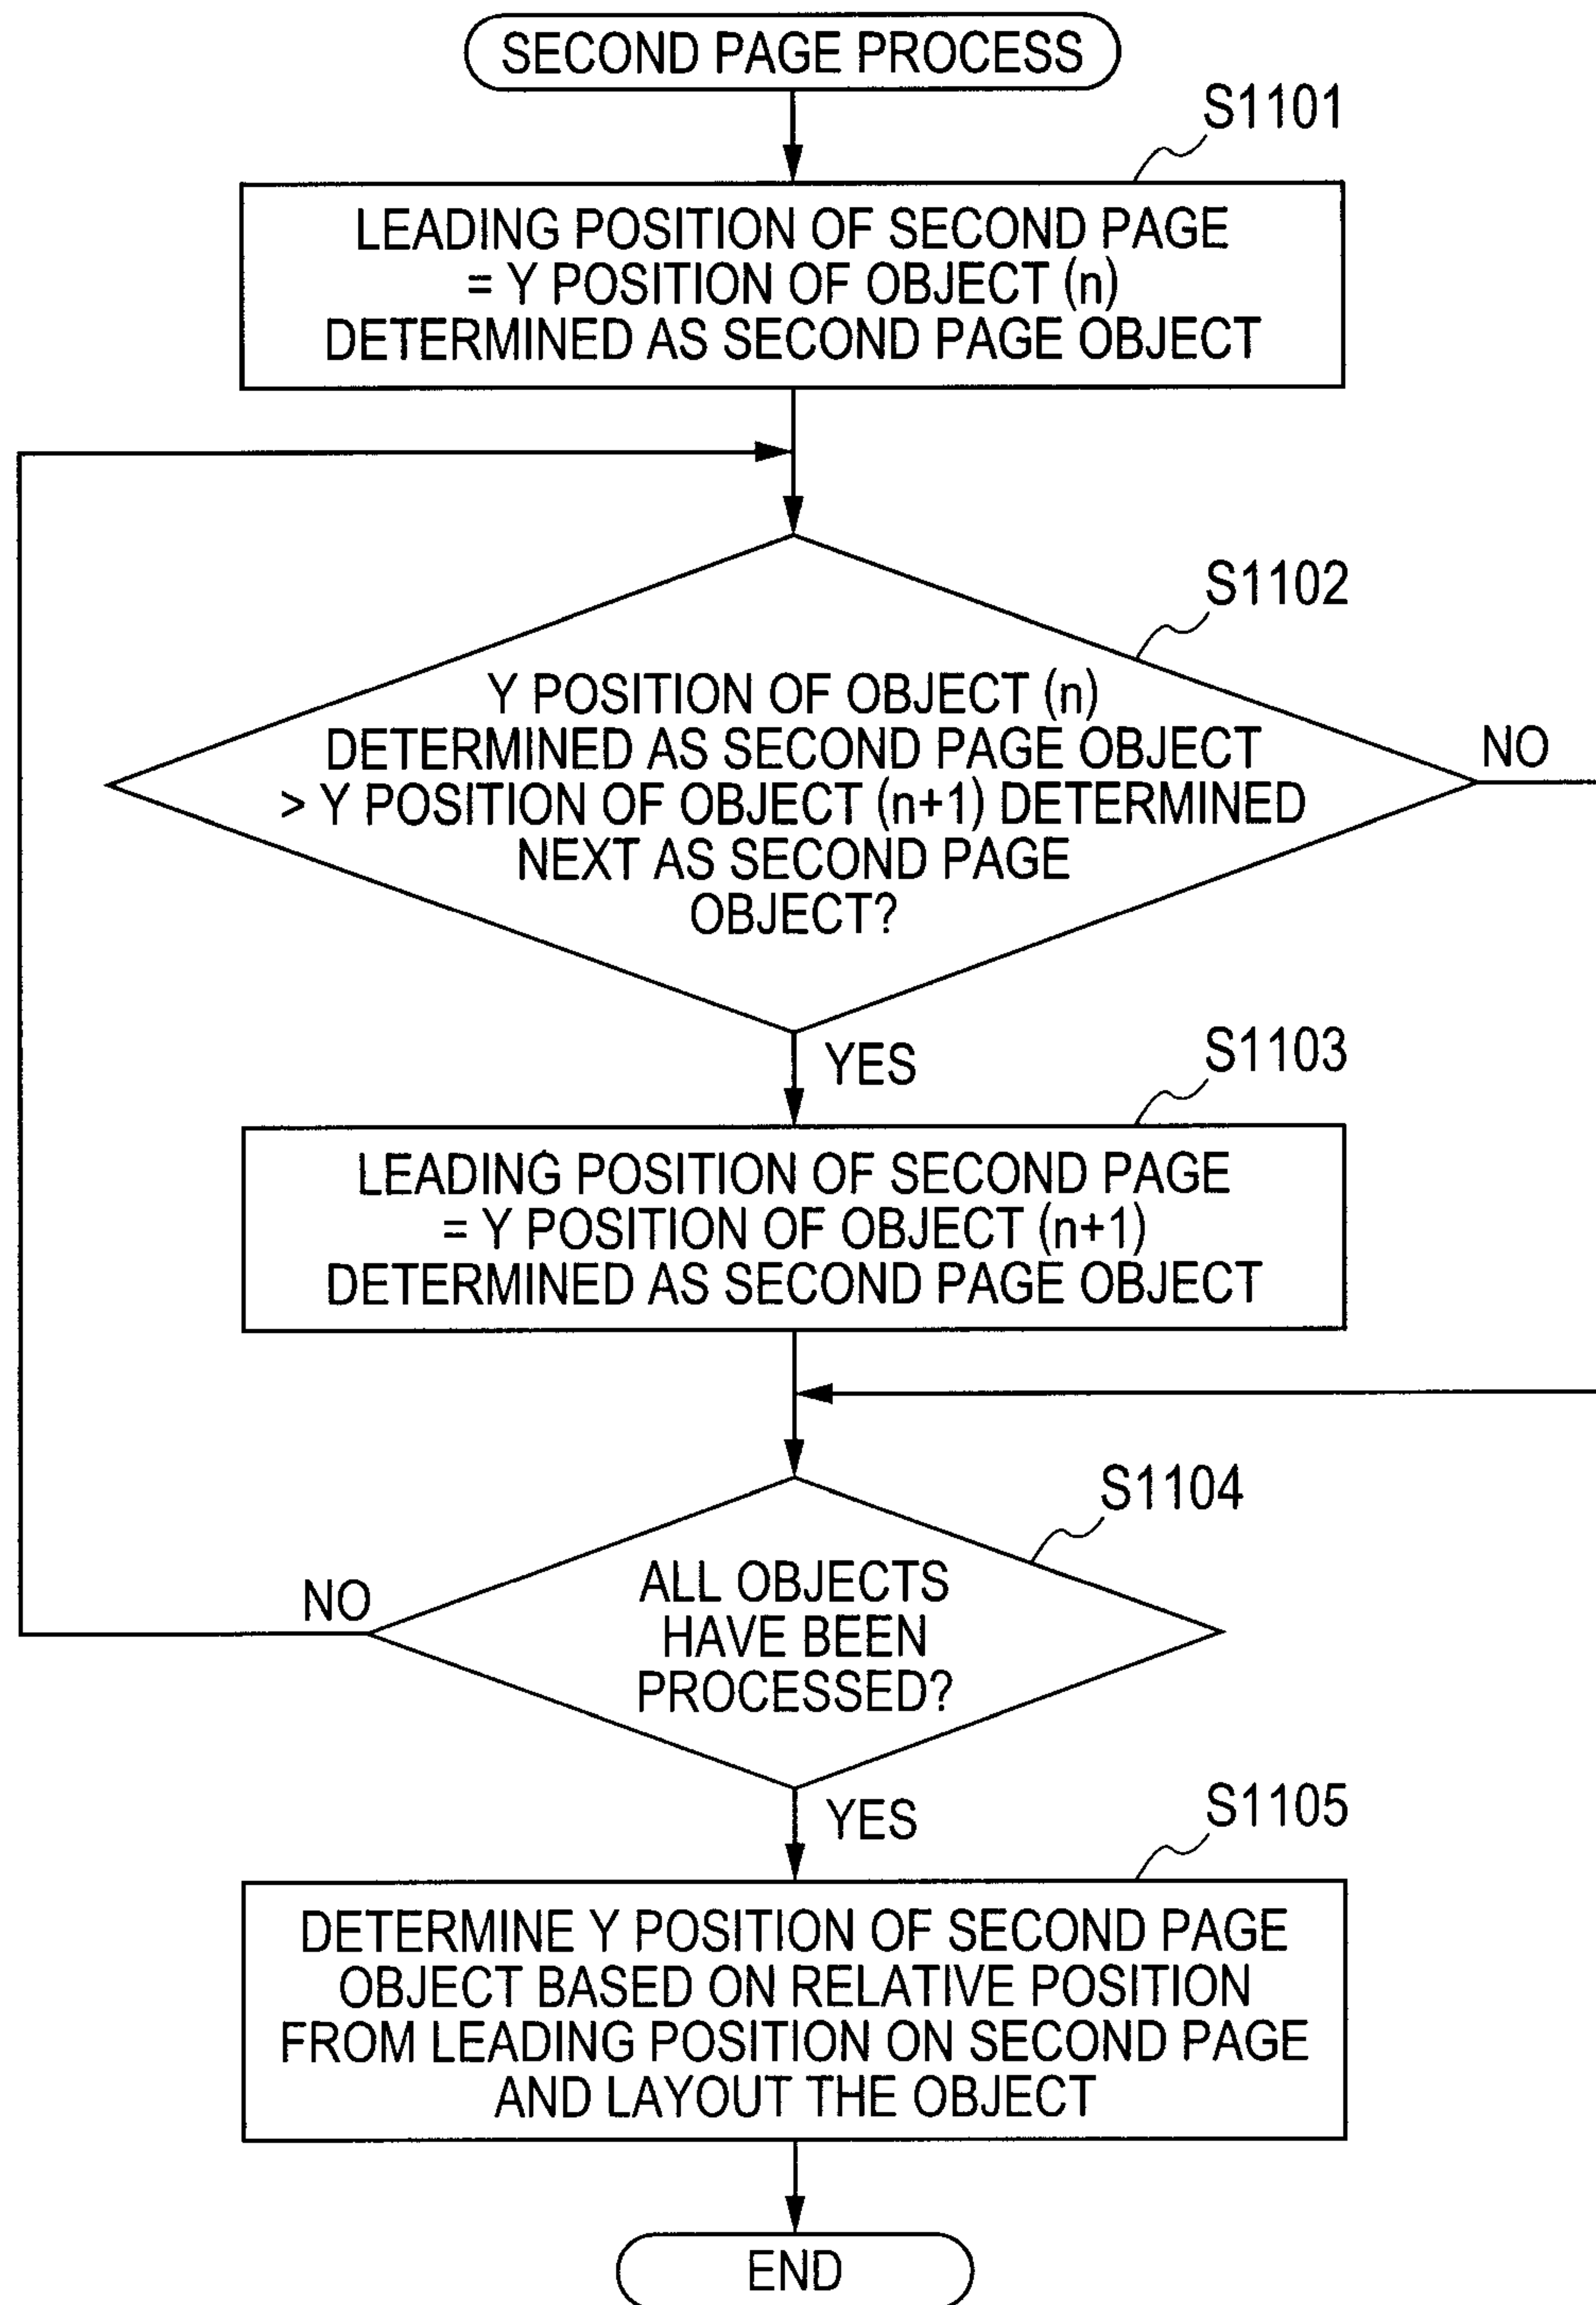 SECOND PAGE PROCESS
S1101
LEADING POSITION OF SECOND PAGE
= Y POSITION OF OBJECT (n)
DETERMINED AS SECOND PAGE OBJECT
S1102
Y POSITION OF OBJECT (n)
DETERMINED AS SECOND PAGE OBJECT
> Y POSITION OF OBJECT (n+1) DETERMINED
NEXT AS SECOND PAGE
OBJECT?
NO
YES
S1103
LEADING POSITION OF SECOND PAGE
= Y POSITION OF OBJECT (n+1)
DETERMINED AS SECOND PAGE OBJECT
S1104
ALL OBJECTS
HAVE BEEN
PROCESSED?
NO
YES
S1105
DETERMINE Y POSITION OF SECOND PAGE
OBJECT BASED ON RELATIVE POSITION
FROM LEADING POSITION ON SECOND PAGE
AND LAYOUT THE OBJECT
END